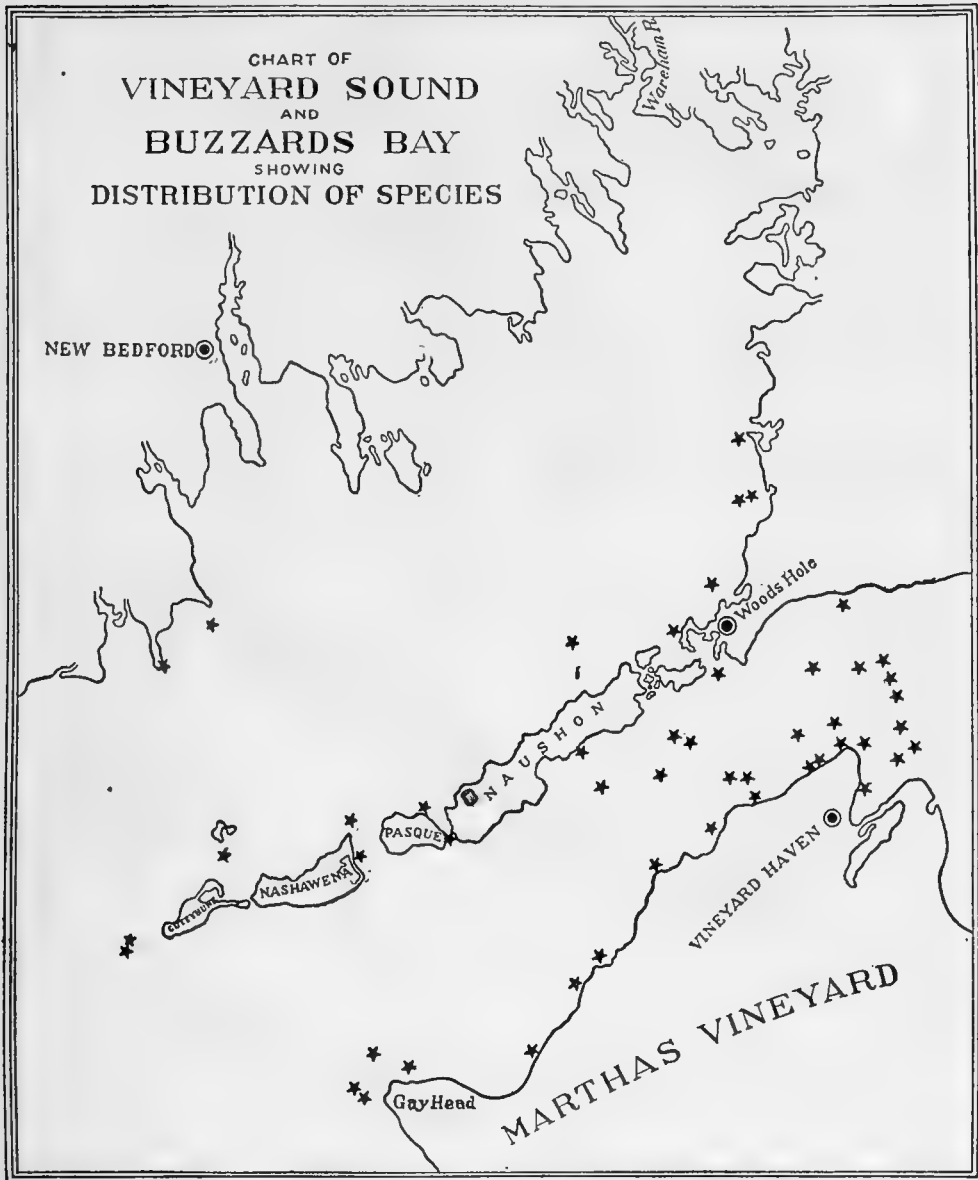 CHART OF
VINEYARD SOUND
AND
BUZZARDS BAY
SHOWING
DISTRIBUTION OF SPECIES
Wareham R.
NEW BEDFORD
Woods Hole
NAUSHON
PASQUE
NASHAWENA
CUTTYHUNK
VINEYARD HAVEN
MARTHAS VINEYARD
Gay Head